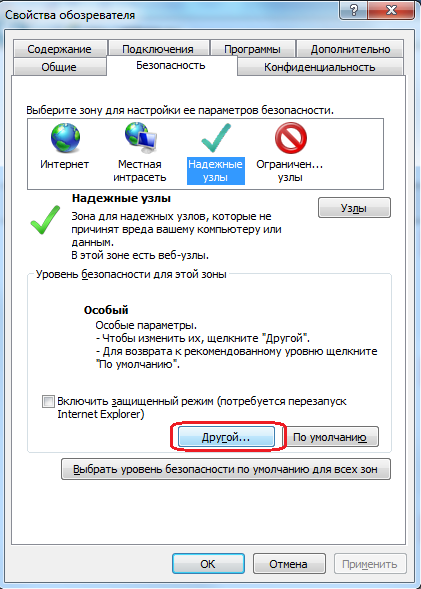 Свойства обозревателя
Содержание
Подключения
Программы
Дополнительно
Общие
Безопасность
Конфиденциальность
Выберите зону для настройки ее параметров безопасности.
Интернет
Местная
интрасеть
Надежные
узлы
Ограничен...
узлы
Надежные узлы
Узлы
Зона для надежных узлов, которые не
причинят вреда вашему компьютеру или
данным.
В этой зоне есть веб-узлы.
Уровень безопасности для этой зоны
Особый
Особые параметры.
- Чтобы изменить их, щелкните "Другой".
- Для возврата к рекомендованному уровню щелкните
"По умолчанию".
Включить защищенный режим (потребуется перезапуск
Internet Explorer)
Другой...
По умолчанию
Выбрать уровень безопасности по умолчанию для всех зон
ОК
Отмена
Применить